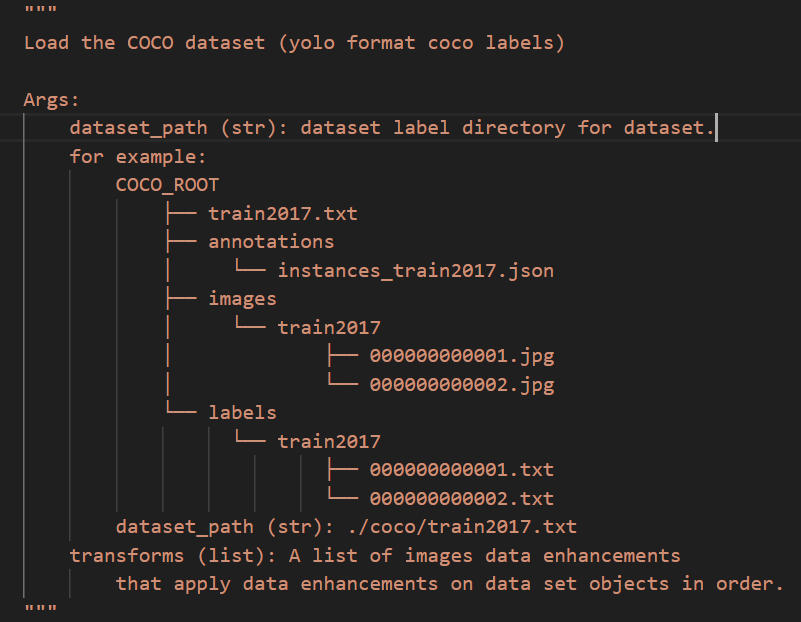 """
Load the COCO dataset (yolo format coco labels)
Args:
dataset_path (str): dataset label directory for dataset.
for example:
COCO_ROOT
├── train2017.txt
├── annotations
│     └── instances_train2017.json
├── images
│     └── train2017
│             ├── 000000000001.jpg
│             └── 000000000002.jpg
└── labels
      └── train2017
              ├── 000000000001.txt
              └── 000000000002.txt
dataset_path (str): ./coco/train2017.txt
transforms (list): A list of images data enhancements
that apply data enhancements on data set objects in order.
"""